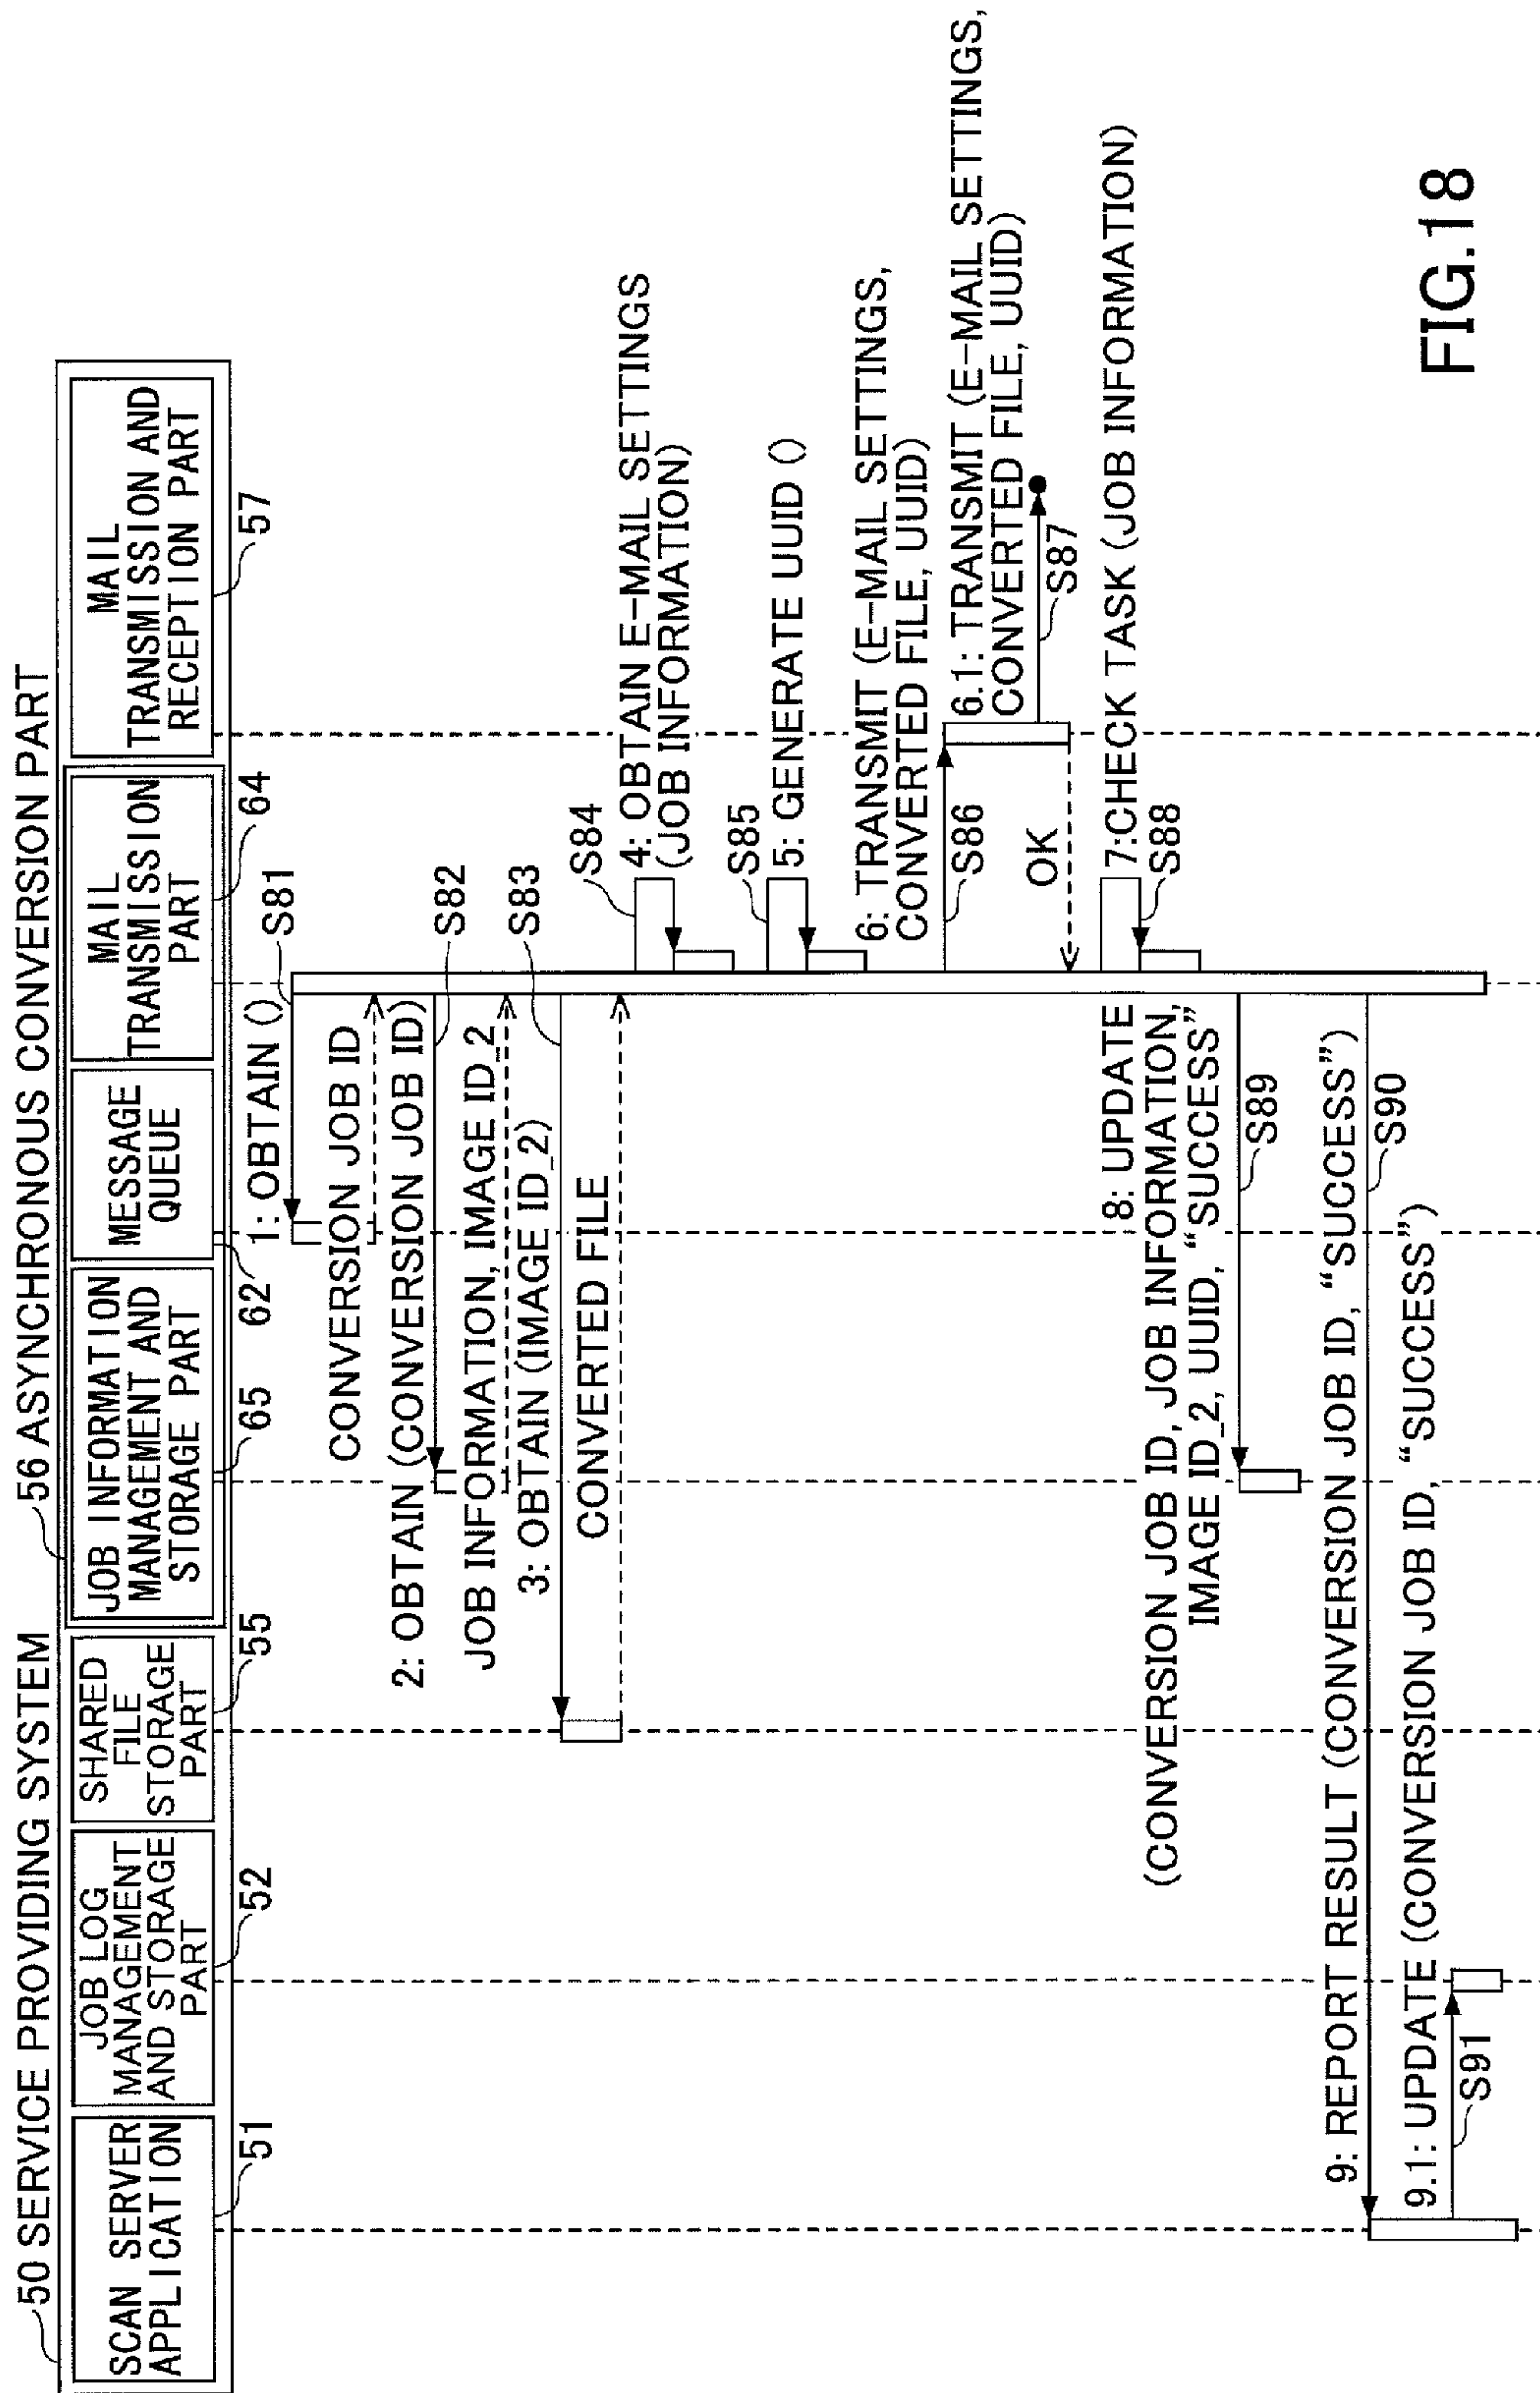 50 SERVICE PROVIDING SYSTEM
56 ASYNCHRONOUS CONVERSION PART
SCAN SERVER
APPLICATION
51
JOB LOG
MANAGEMENT
AND STORAGE
PART
52
SHARED
FILE
STORAGE
PART
55
JOB INFORMATION
MANAGEMENT AND
STORAGE PART
65
MESSAGE
QUEUE
62
MAIL
TRANSMISSION
PART
64
MAIL
TRANSMISSION AND
RECEPTION PART
57
1: OBTAIN ()
S81
CONVERSION JOB ID
2: OBTAIN (CONVERSION JOB ID)
S82
JOB INFORMATION, IMAGE ID_2
3: OBTAIN (IMAGE ID_2)
S83
CONVERTED FILE
S84
4: OBTAIN E-MAIL SETTINGS
(JOB INFORMATION)
S85
5: GENERATE UUID ()
6: TRANSMIT (E-MAIL SETTINGS,
CONVERTED FILE, UUID)
S86
6.1: TRANSMIT (E-MAIL SETTINGS,
CONVERTED FILE, UUID)
S87
OK
7:CHECK TASK (JOB INFORMATION)
S88
8: UPDATE
(CONVERSION JOB ID, JOB INFORMATION,
IMAGE ID_2, UUID, “SUCCESS”
S89
9: REPORT RESULT (CONVERSION JOB ID, “SUCCESS”)
S90
9.1: UPDATE (CONVERSION JOB ID, “SUCCESS”)
S91
FIG.18